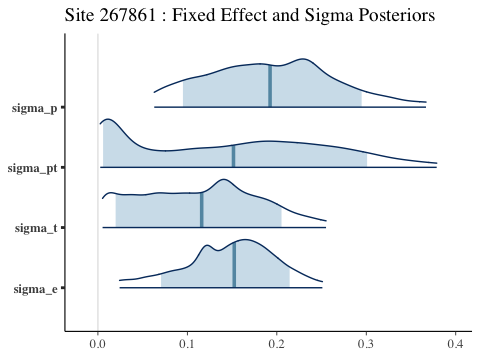 Site 267861 : Fixed Effect and Sigma Posteriors
sigma_p
sigma_pt
sigma_t
sigma_e
0.0 0.1 0.2 0.3 0.4